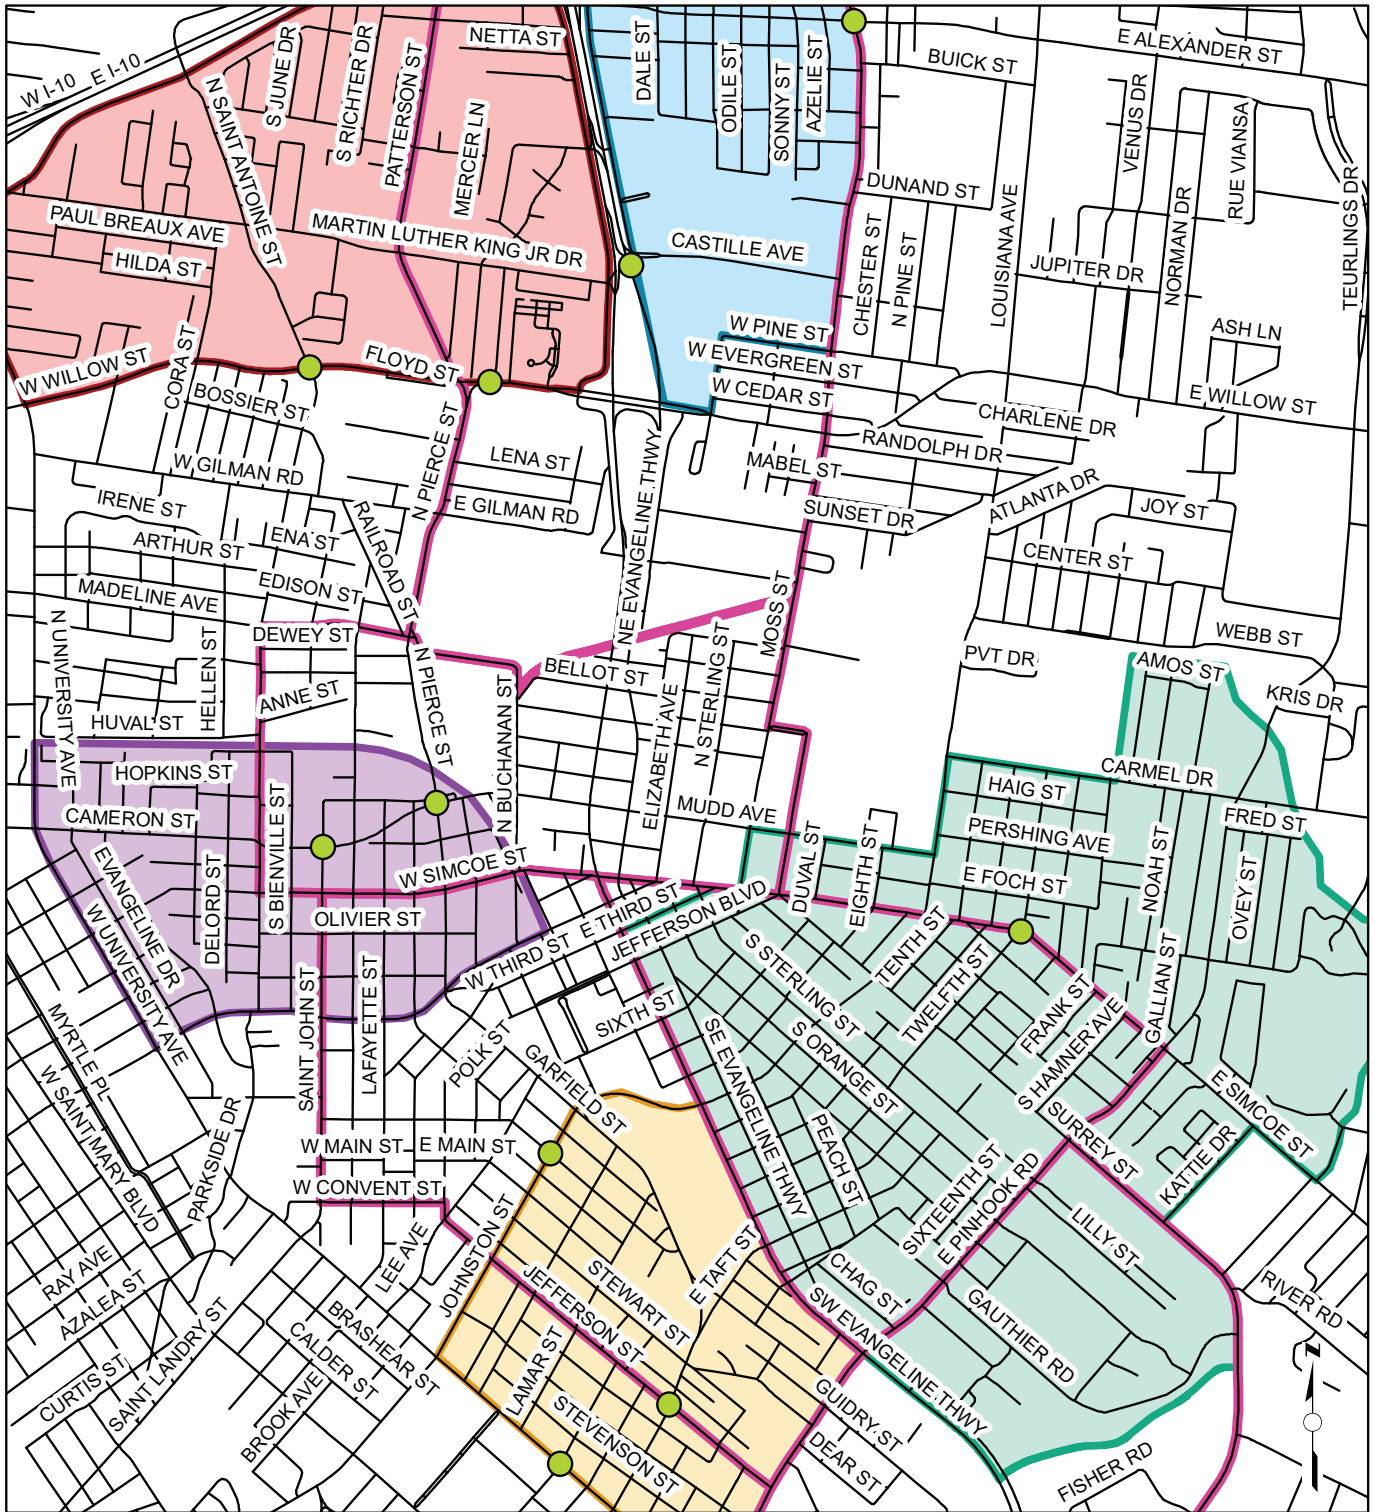 NETTA ST
E ALEXANDER ST
BUICK ST
W I-10
E I-10
S JUNE DR
S RICHTER DR
PATTERSON ST
MERCER LN
DALE ST
ODILE ST
SONNY ST
AZELIE ST
VENUS DR
RUE VIANSA
N SAINT ANTOINE ST
DUNAND ST
TEURLINGS DR
PAUL BREAUX AVE
MARTIN LUTHER KING JR DR
CASTILLE AVE
CHESTER ST
N PINE ST
LOUISIANA AVE
NORMAN DR
JUPITER DR
HILDA ST
W PINE ST
ASH LN
W EVERGREEN ST
W WILLOW ST
CORA ST
FLOYD ST
W CEDAR ST
E WILLOW ST
BOSSIER ST
CHARLENE DR
N PIERCE ST
RANDOLPH DR
W GILMAN RD
LENA ST
MABEL ST
NE EVANGELINE THWY
ATLANTA DR
IRENE ST
E GILMAN RD
SUNSET DR
JOY ST
RAILROAD ST
ARTHUR ST
ENA ST
CENTER ST
EDISON ST
MADELINE AVE
MOSS ST
N UNIVERSITY AVE
HELLEN ST
DEWEY ST
WEBB ST
N STERLING ST
PVT DR
N PIERCE ST
BELLOT ST
AMOS ST
ANNE ST
KRIS DR
HUVAL ST
N BUCHANAN ST
ELIZABETH AVE
HOPKINS ST
CARMEL DR
HAIG ST
S BIENVILLE ST
MUDD AVE
CAMERON ST
FRED ST
PERSHING AVE
DUVAL ST
EIGHTH ST
NOAH ST
EVANGELINE DR
DELORD ST
W SIMCOE ST
E FOCH ST
OVEY ST
OLIVIER ST
E THIRD ST
JEFFERSON BLVD
W UNIVERSITY AVE
W THIRD ST
TENTH ST
S STERLING ST
TWELFTH ST
GALLIAN ST
SAINT JOHN ST
LAFAYETTE ST
SIXTH ST
FRANK ST
MYRTLE PL
POLK ST
SE EVANGELINE THWY
S ORANGE ST
S HAMNER AVE
GARFIELD ST
E SIMCOE ST
W SAINT MARY BLVD
PARKSIDE DR
SURREY ST
PEACH ST
W MAIN ST
E MAIN ST
KATTIE DR
SIXTEENTH ST
E PINHOOK RD
W CONVENT ST
LILLY ST
JOHNSTON ST
LEE AVE
E TAFT ST
RAY AVE
STEWART ST
CHAG ST
RIVER RD
AZALEA ST
JEFFERSON ST
SW EVANGELINE THWY
GAUTHIER RD
SAINT LANDRY ST
BRASHEAR ST
CALDER ST
LAMAR ST
CURTIS ST
BROOK AVE
STEVENSON ST
GUIDRY ST
DEAR ST
FISHER RD
N